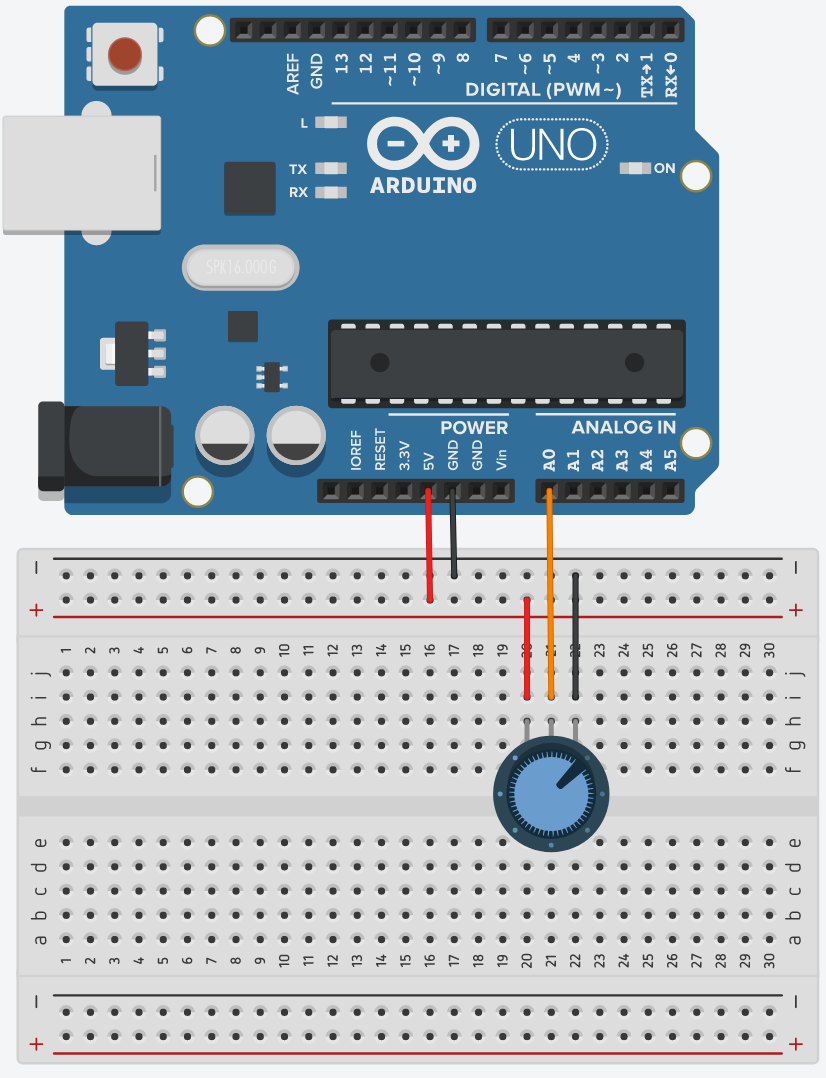 AREF GND 13 12 ~11 ~10 ~9 8 7 ~6 ~5 4 ~3 2 TX→1 RX←0
DIGITAL (PWM~)
L
UNO
TX ON
RX ARDUINO
SPK16.000G
POWER ANALOG IN
IOREF RESET 3.3V 5V GND GND Vin A0 A1 A2 A3 A4 A5
− −
+ +
1 2 3 4 5 6 7 8 9 10 11 12 13 14 15 16 17 18 19 20 21 22 23 24 25 26 27 28 29 30
j j
i i
h h
g g
f f
e e
d d
c c
b b
a a
1 2 3 4 5 6 7 8 9 10 11 12 13 14 15 16 17 18 19 20 21 22 23 24 25 26 27 28 29 30
− −
+ +